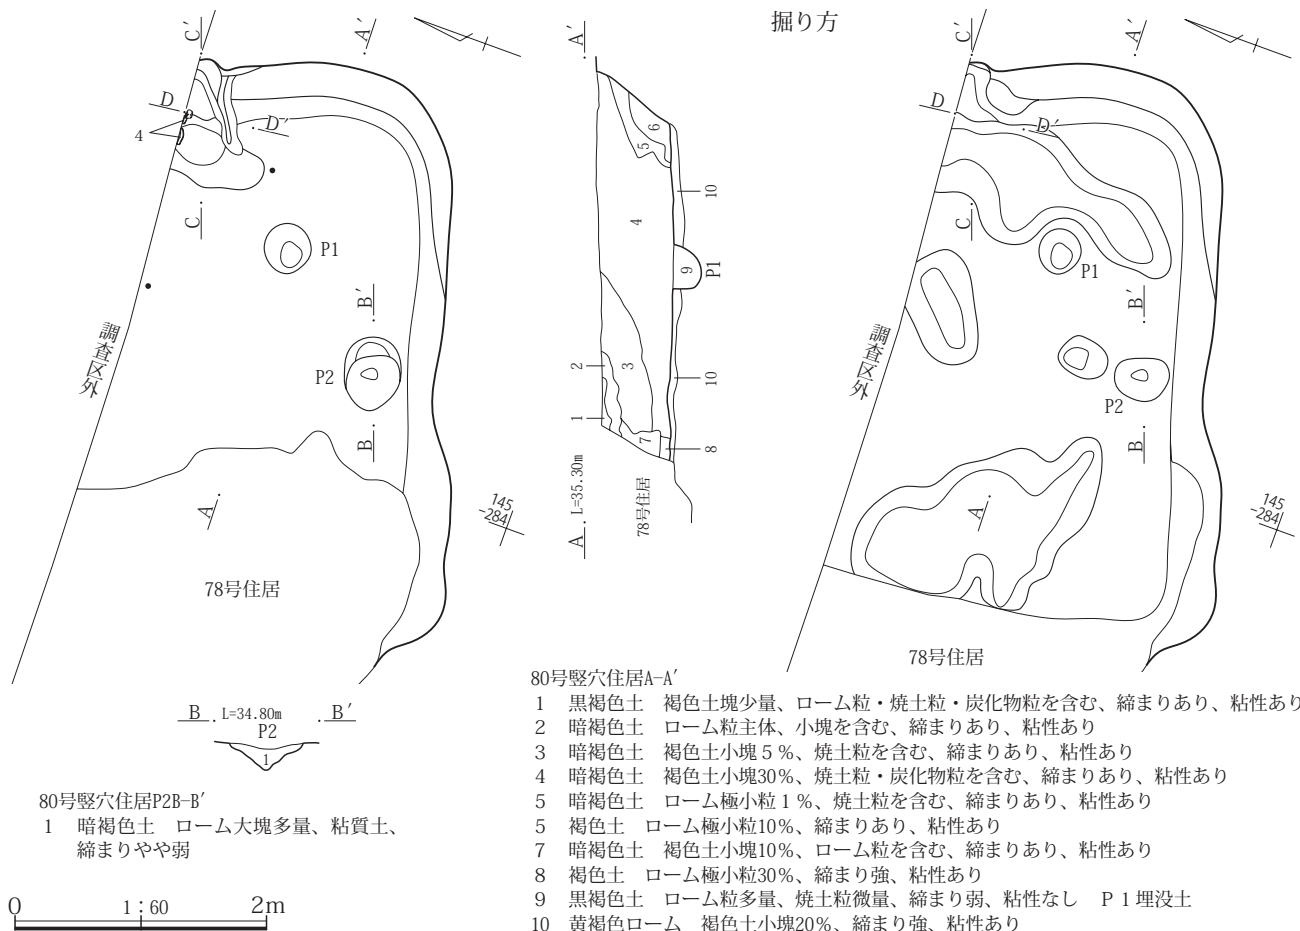 掘り方
C′
A′
D
D′
4
C
P1
B′
P2
B
調査区外
A
78号住居
145
-284
A′
6
5
4
10
9
P1
3
2
10
1
7
8
A L=35.30m
78号住居
C′
A′
D
D′
C
P1
B′
P2
B
調査区外
A
78号住居
145
-284
B L=34.80m B′
P2
1
80号竪穴住居P2B-B′
1 暗褐色土 ローム大塊多量、粘質土、
締まりやや弱
0 1:60 2m
80号竪穴住居A-A′
1 黒褐色土 褐色土塊少量、ローム粒・焼土粒・炭化物粒を含む、締まりあり、粘性あり
2 暗褐色土 ローム粒主体、小塊を含む、締まりあり、粘性あり
3 暗褐色土 褐色土小塊5%、焼土粒を含む、締まりあり、粘性あり
4 暗褐色土 褐色土小塊30%、焼土粒・炭化物粒を含む、締まりあり、粘性あり
5 暗褐色土 ローム極小粒1%、焼土粒を含む、締まりあり、粘性あり
5 褐色土 ローム極小粒10%、締まりあり、粘性あり
7 暗褐色土 褐色土小塊10%、ローム粒を含む、締まりあり、粘性あり
8 褐色土 ローム極小粒30%、締まり強、粘性あり
9 黒褐色土 ローム粒多量、焼土粒微量、締まり弱、粘性なし P1埋没土
10 黄褐色ローム 褐色土小塊20%、締まり強、粘性あり